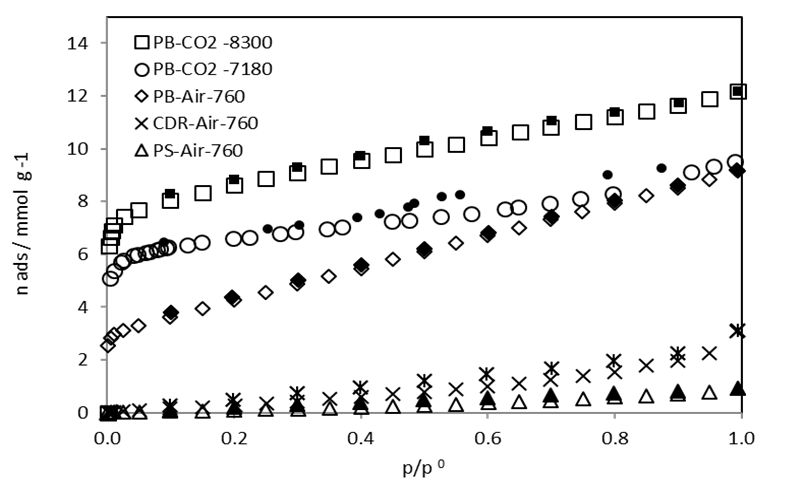 14
12
10
8
6
4
2
0
n ads / mmol g -1
PB-CO2 -8300
PB-CO2 -7180
PB-Air-760
CDR-Air-760
PS-Air-760
0.0 0.2 0.4 0.6 0.8 1.0
p/p 0